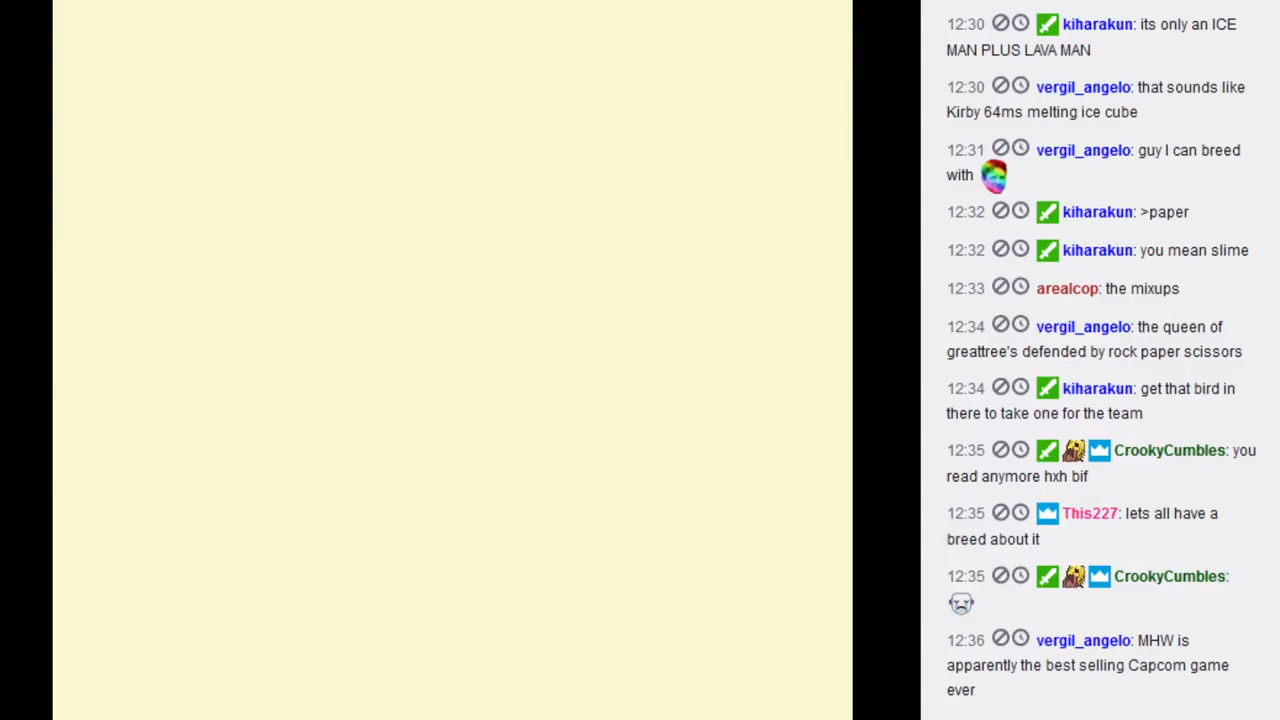 12:30 kiharakun: its only an ICE
MAN PLUS LAVA MAN
12:30 vergil_angelo: that sounds like
Kirby 64ms melting ice cube
12:31 vergil_angelo: guy I can breed
with
12:32 kiharakun: >paper
12:32 kiharakun: you mean slime
12:33 arealcop: the mixups
12:34 vergil_angelo: the queen of
greattree's defended by rock paper scissors
12:34 kiharakun: get that bird in
there to take one for the team
12:35 CrookyCumbles: you
read anymore hxh bif
12:35 This227: lets all have a
breed about it
12:35 CrookyCumbles:
12:36 vergil_angelo: MHW is
apparently the best selling Capcom game
ever